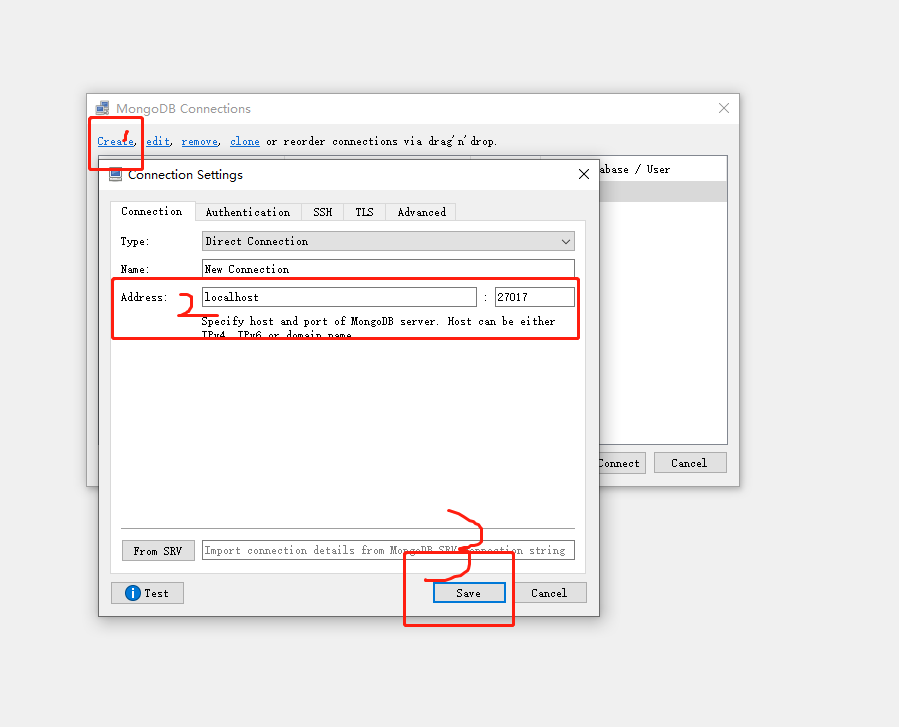 MongoDB Connections
Create, edit, remove, clone or reorder connections via drag'n'drop.
1
abase / User
Connection Settings
Connection Authentication SSH TLS Advanced
Type: Direct Connection
Name: New Connection
Address: localhost : 27017
2
Specify host and port of MongoDB server. Host can be either
IPv4, IPv6 or domain name
Connect Cancel
3
From SRV Import connection details from MongoDB SRV connection string
Test Save Cancel